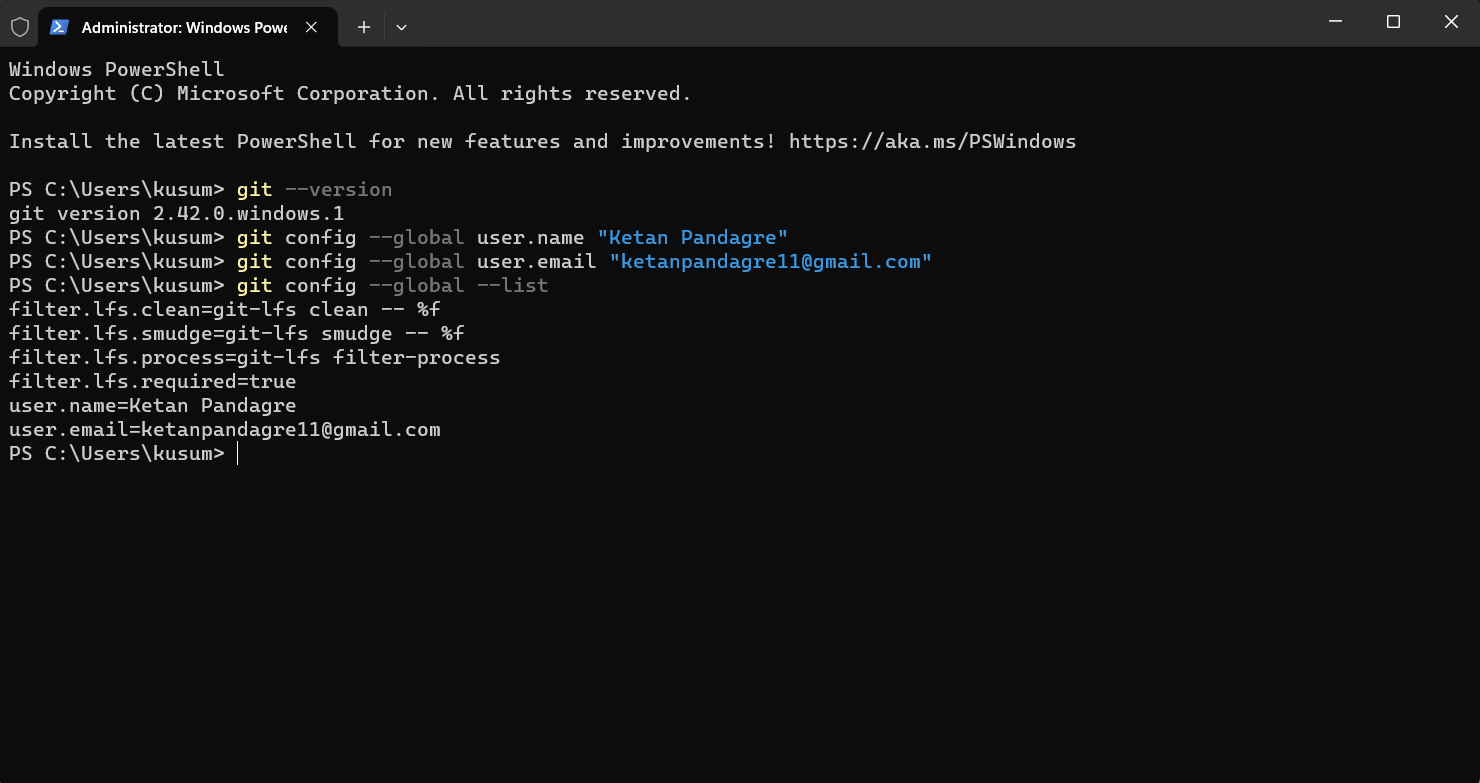 Administrator: Windows Powe
Windows PowerShell
Copyright (C) Microsoft Corporation. All rights reserved.
Install the latest PowerShell for new features and improvements! https://aka.ms/PSWindows
PS C:\Users\kusum> git --version
git version 2.42.0.windows.1
PS C:\Users\kusum> git config --global user.name "Ketan Pandagre"
PS C:\Users\kusum> git config --global user.email "ketanpandagre11@gmail.com"
PS C:\Users\kusum> git config --global --list
filter.lfs.clean=git-lfs clean -- %f
filter.lfs.smudge=git-lfs smudge -- %f
filter.lfs.process=git-lfs filter-process
filter.lfs.required=true
user.name=Ketan Pandagre
user.email=ketanpandagre11@gmail.com
PS C:\Users\kusum>